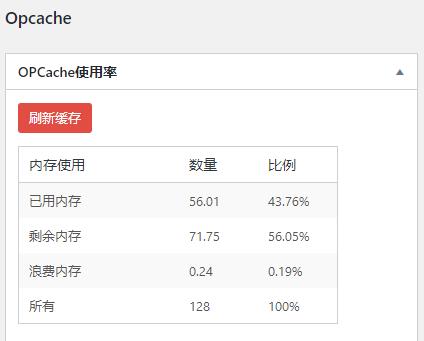 Opcache
OPCache使用率
刷新缓存
内存使用 数量 比例
已用内存 56.01 43.76%
剩余内存 71.75 56.05%
浪费内存 0.24 0.19%
所有 128 100%